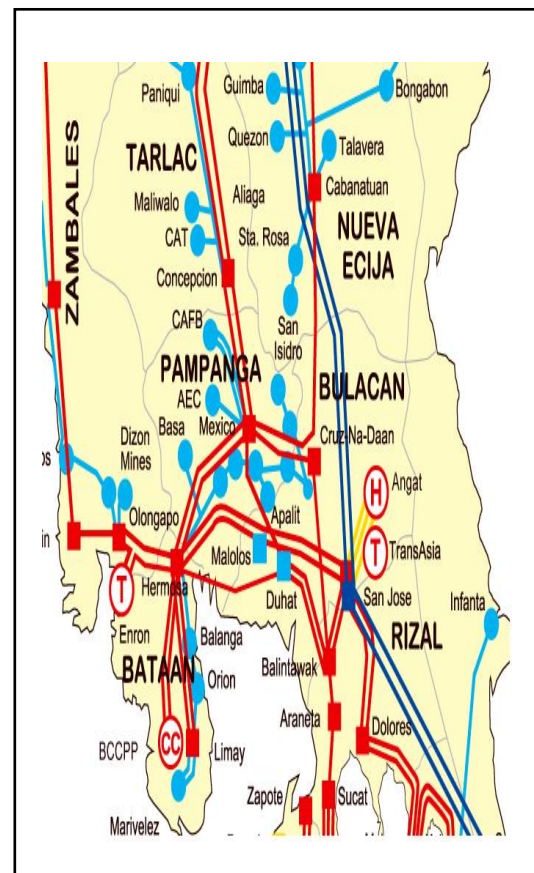 Paniqui
Guimba
Bongabon
Quezon
Talavera
TARLAC
ZAMBALES
Maliwalo
Aliaga
Cabanatuan
CAT
Sta. Rosa
NUEVA
ECIJA
Concepcion
CAFB
San
Isidro
PAMPANGA
BULACAN
AEC
Basa
Mexico
Cruz-Na-Daan
Dizon
Mines
H
Angat
Olongapo
Apalit
Malolos
T
TransAsia
T
Hermosa
Duhat
San Jose
Infanta
Enron
Balanga
RIZAL
BATAAN
Orion
Balintawak
Araneta
Dolores
BCCPP
CC
Limay
Zapote
Sucat
Marivelez